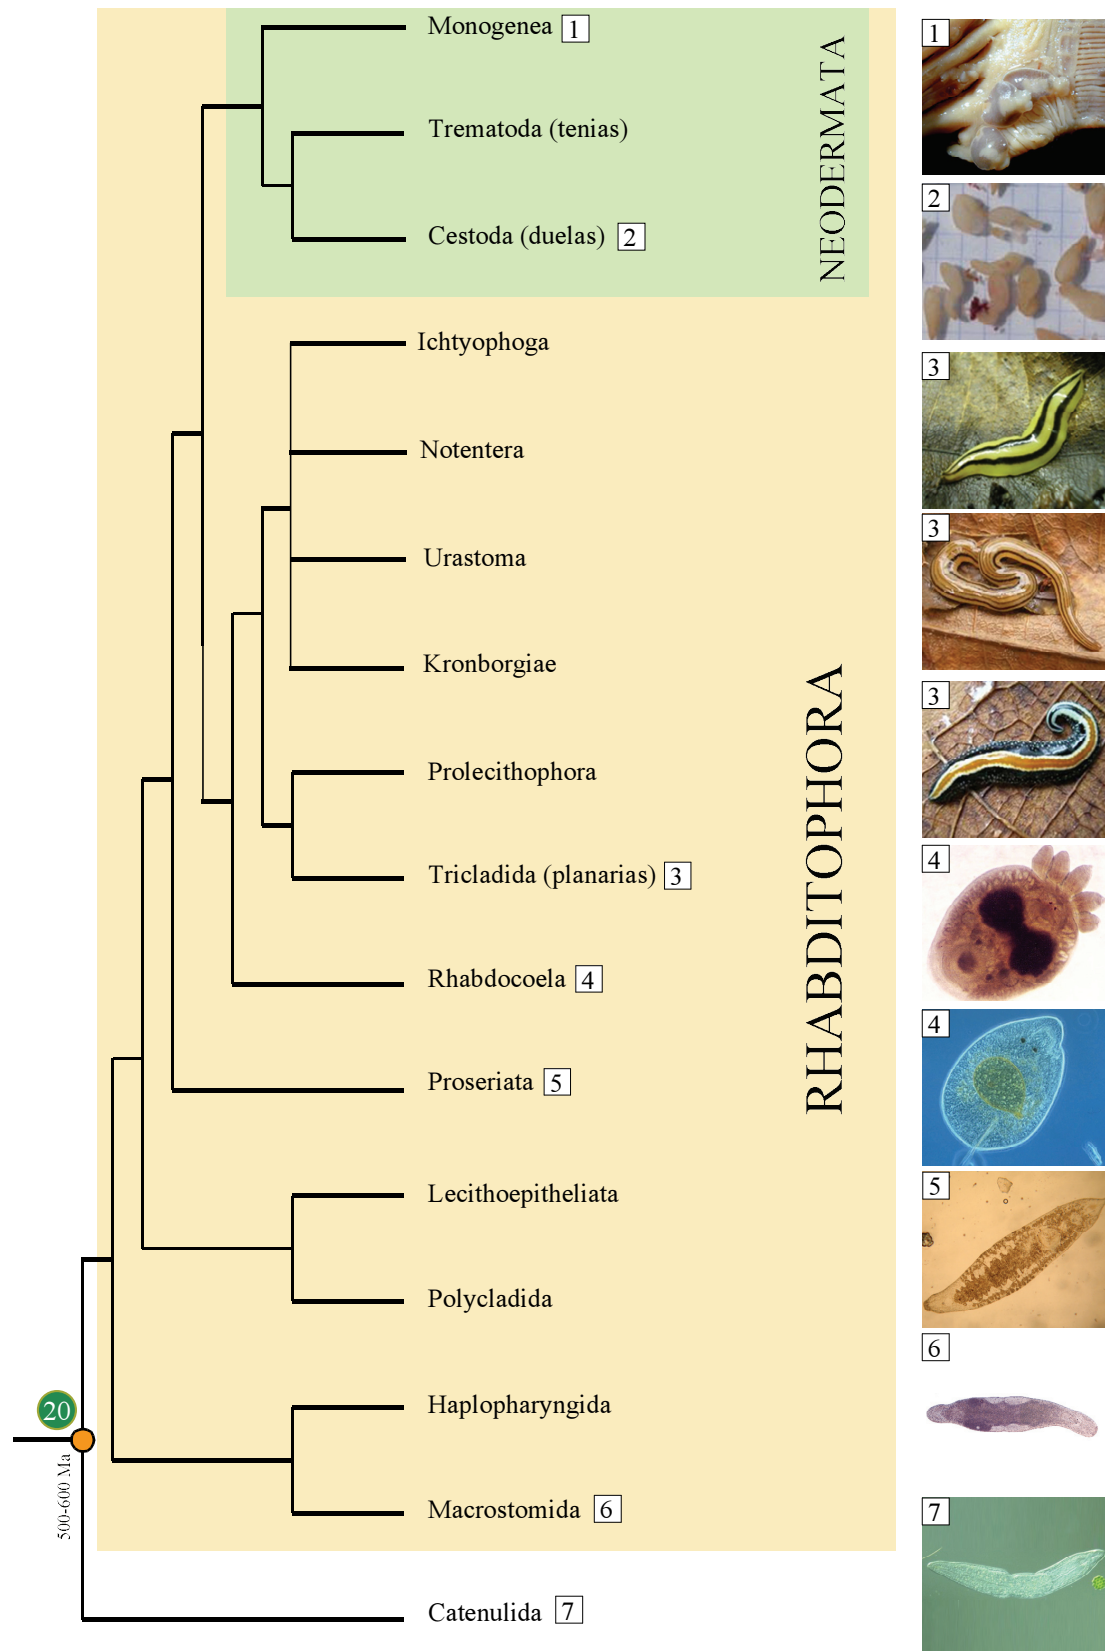 Monogenea 1
Trematoda (tenias)
Cestoda (duelas) 2
NEODERMATA
Ichtyophoga
Notentera
Urastoma
Kronborgiae
Prolecithophora
Tricladida (planarias) 3
Rhabdocoela 4
RHABDITOPHORA
Proseriata 5
Lecithoepitheliata
Polycladida
Haplopharyngida
Macrostomida 6
Catenulida 7
20
500-600 Ma
1
2
3
3
3
4
4
5
6
7